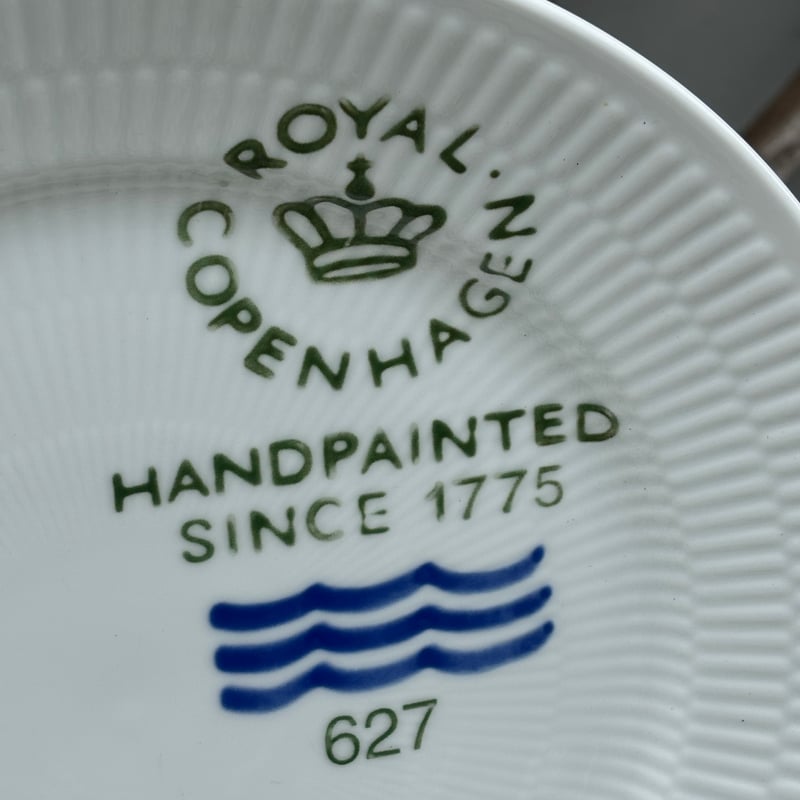 ROYAL.
COPENHAGEN
HANDPAINTED
SINCE 1775
627